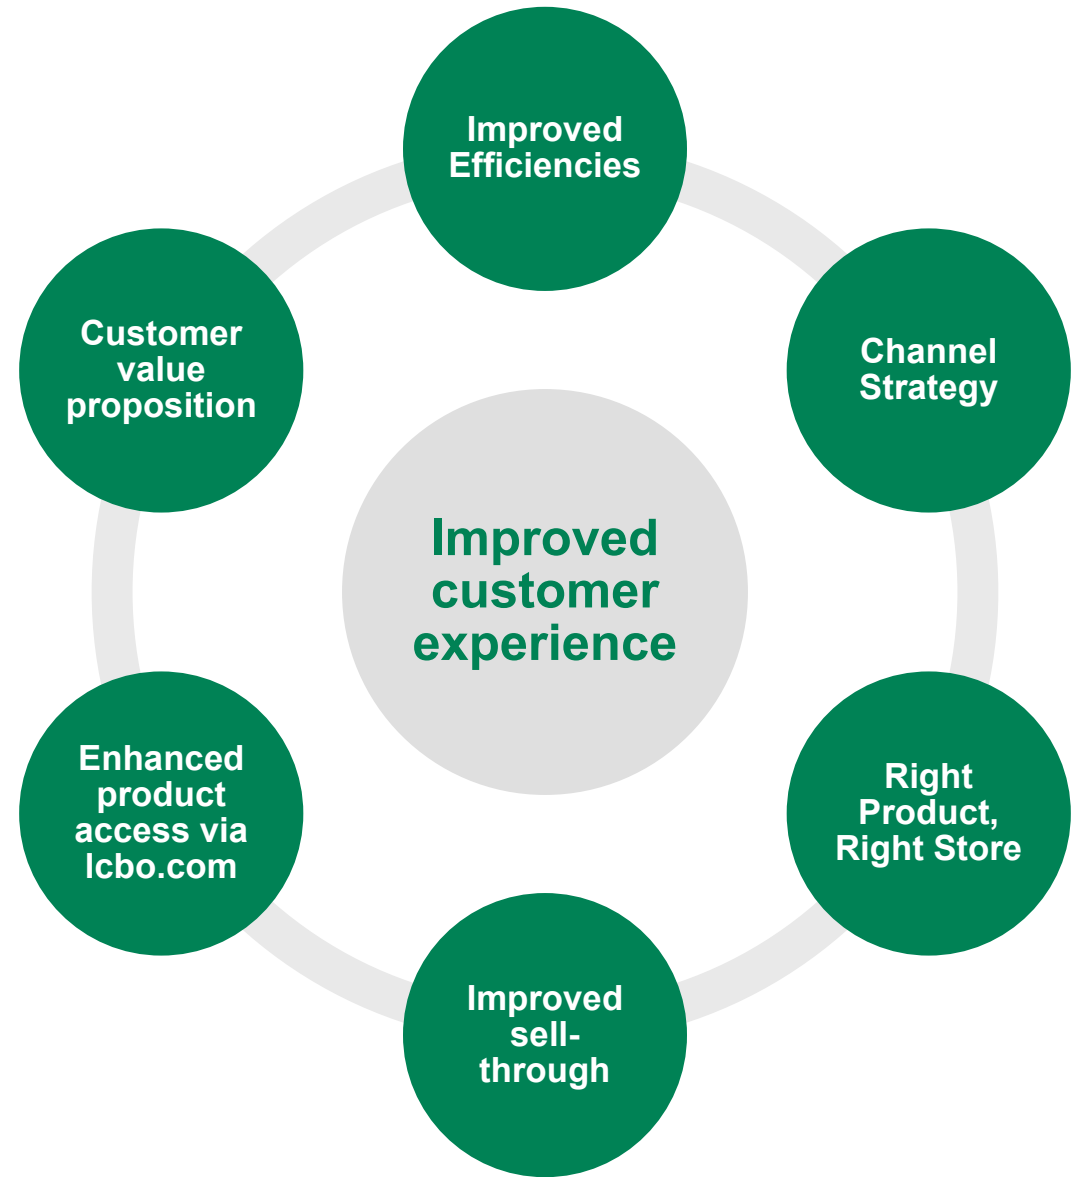 Improved
Efficiencies
Channel
Strategy
Right
Product,
Right Store
Improved
sell-
through
Enhanced
product
access via
lcbo.com
Customer
value
proposition
Improved
customer
experience